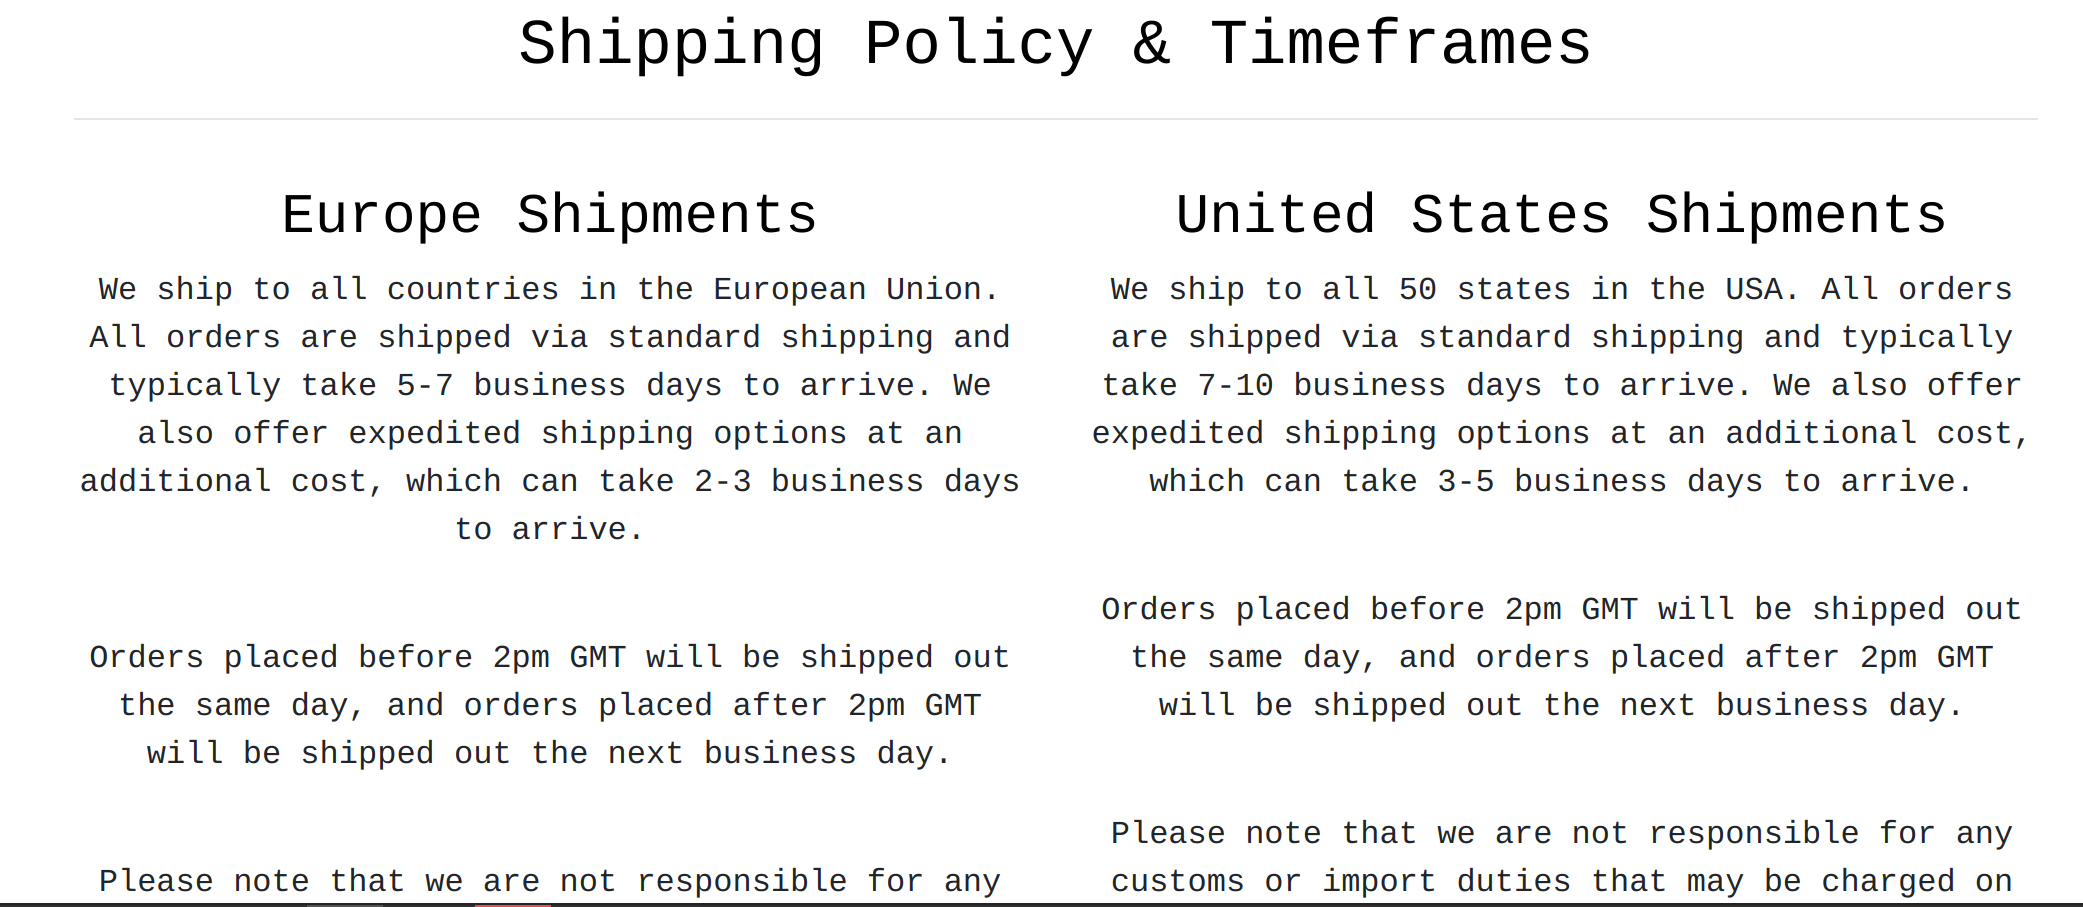 Shipping Policy & Timeframes
Europe Shipments
We ship to all countries in the European Union.
All orders are shipped via standard shipping and
typically take 5-7 business days to arrive. We
also offer expedited shipping options at an
additional cost, which can take 2-3 business days
to arrive.
Orders placed before 2pm GMT will be shipped out
the same day, and orders placed after 2pm GMT
will be shipped out the next business day.
Please note that we are not responsible for any
United States Shipments
We ship to all 50 states in the USA. All orders
are shipped via standard shipping and typically
take 7-10 business days to arrive. We also offer
expedited shipping options at an additional cost,
which can take 3-5 business days to arrive.
Orders placed before 2pm GMT will be shipped out
the same day, and orders placed after 2pm GMT
will be shipped out the next business day.
Please note that we are not responsible for any
customs or import duties that may be charged on